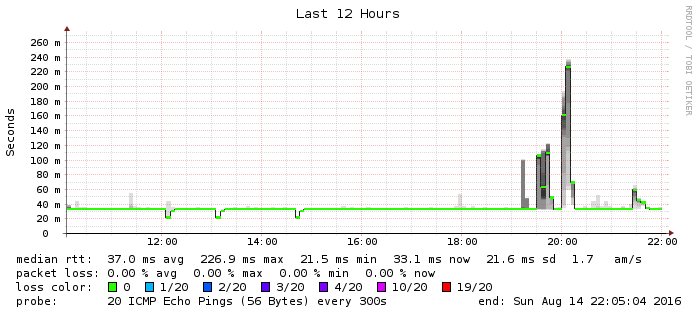 Last 12 Hours
RRDTOOL / TOBI OETIKER
Seconds
260 m
240 m
220 m
200 m
180 m
160 m
140 m
120 m
100 m
80 m
60 m
40 m
20 m
0
12:00 14:00 16:00 18:00 20:00 22:00
median rtt: 37.0 ms avg 226.9 ms max 21.5 ms min 33.1 ms now 21.6 ms sd 1.7 am/s
packet loss: 0.00 % avg 0.00 % max 0.00 % min 0.00 % now
loss color: 0 1/20 2/20 3/20 4/20 10/20 19/20
probe: 20 ICMP Echo Pings (56 Bytes) every 300s end: Sun Aug 14 22:05:04 2016